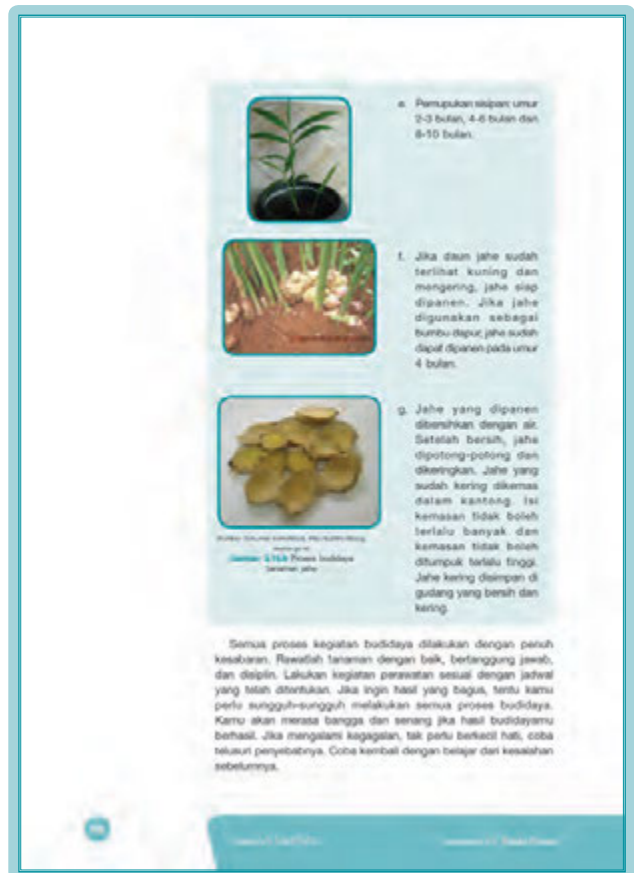 e. Pemupukan sisipan: umur
2-3 bulan, 4-6 bulan dan
8-10 bulan.
f. Jika daun jahe sudah
terlihat kuning dan
mengering, jahe siap
dipanen. Jika jahe
digunakan sebagai
bumbu dapur, jahe sudah
dapat dipanen pada umur
4 bulan.
g. Jahe yang dipanen
dibersihkan dengan air.
Setelah bersih, jahe
dipotong-potong dan
dikeringkan. Jahe yang
sudah kering dikemas
dalam kantong. Isi
kemasan tidak boleh
terlalu banyak dan
kemasan tidak boleh
ditumpuk terlalu tinggi.
Jahe kering disimpan di
gudang yang bersih dan
kering.
Gambar Proses budidaya
tanaman jahe
Semua proses kegiatan budidaya dilakukan dengan penuh
kesabaran. Rawatlah tanaman dengan baik, bertanggung jawab,
dan disiplin. Lakukan kegiatan perawatan sesuai dengan jadwal
yang telah ditentukan. Jika ingin hasil yang bagus, tentu kamu
perlu sungguh-sungguh melakukan semua proses budidaya.
Kamu akan merasa bangga dan senang jika hasil budidayamu
berhasil. Jika mengalami kegagalan, tak perlu berkecil hati, coba
telusuri penyebabnya. Coba kembali dengan belajar dari kesalahan
sebelumnya.